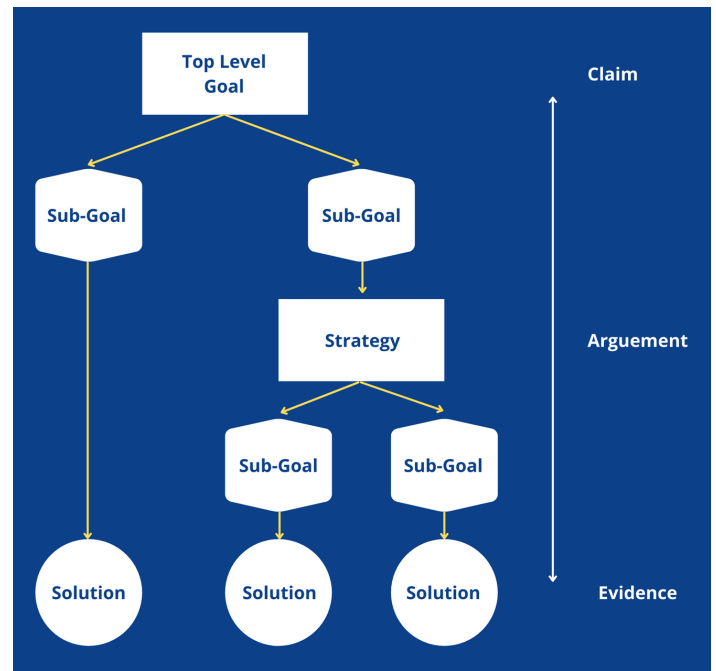 Top Level
Goal
Claim
Sub-Goal
Sub-Goal
Strategy
Arguement
Sub-Goal
Sub-Goal
Solution
Solution
Solution
Evidence